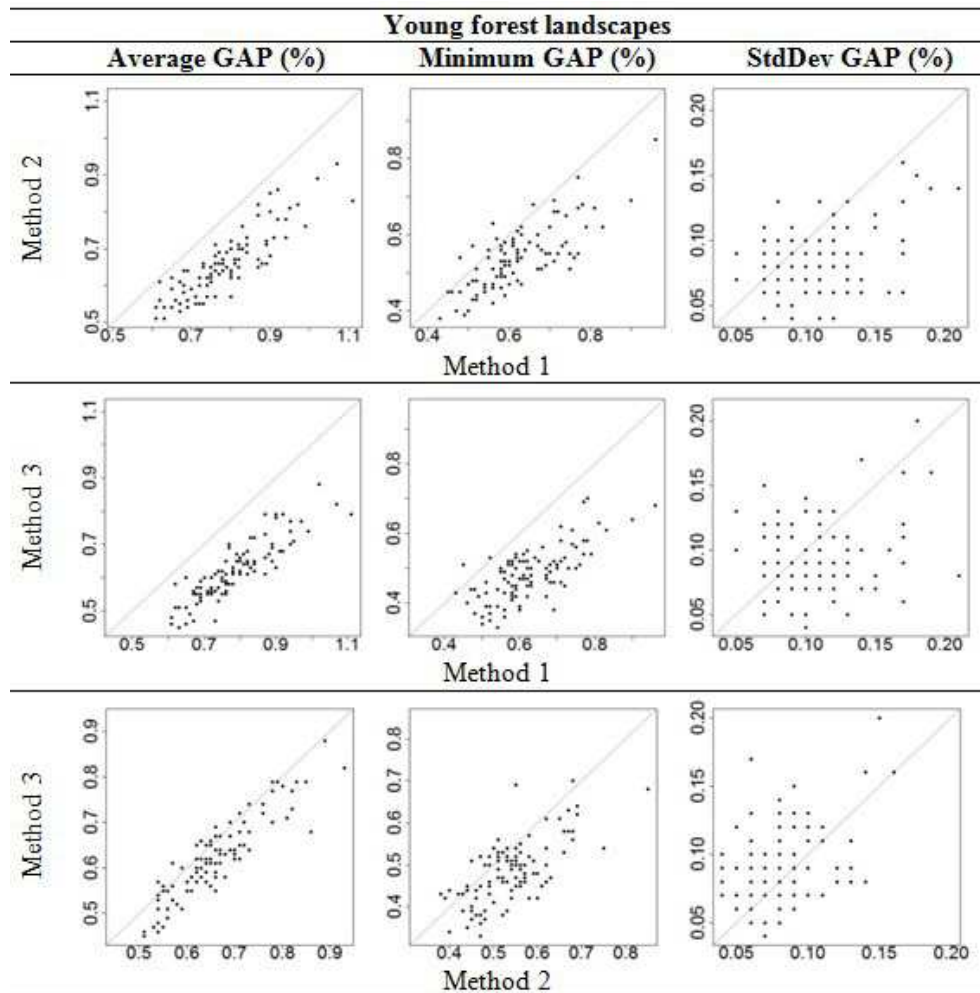 Young forest landscapes
Average GAP (%) Minimum GAP (%) StdDev GAP (%)
Method 2
1.1
0.9
0.7
0.5
0.5 0.7 0.9 1.1
0.8
0.6
0.4
0.4 0.6 0.8
0.20
0.15
0.10
0.05
0.05 0.10 0.15 0.20
Method 1
Method 3
1.1
0.9
0.7
0.5
0.5 0.7 0.9 1.1
0.8
0.6
0.4
0.4 0.6 0.8
0.20
0.15
0.10
0.05
0.05 0.10 0.15 0.20
Method 1
Method 3
0.9
0.8
0.7
0.6
0.5
0.5 0.6 0.7 0.8 0.9
0.8
0.7
0.6
0.5
0.4
0.4 0.5 0.6 0.7 0.8
0.20
0.15
0.10
0.05
0.05 0.10 0.15 0.20
Method 2